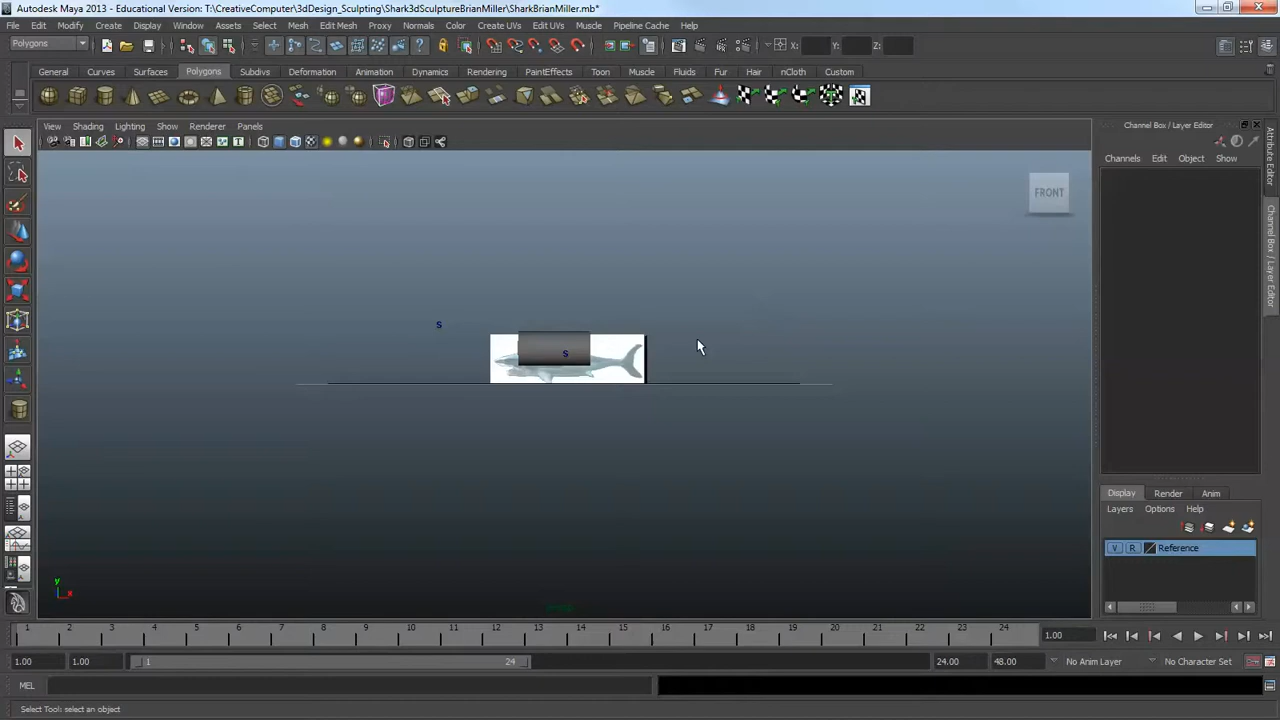 Autodesk Maya 2013 - Educational Version: T:\CreativeComputer\3dDesign_Sculpting\Shark3dSculptureBrianMiller\SharkBrianMiller.mb*
File Edit Modify Create Display Window Assets Select Mesh Edit Mesh Proxy Normals Color Create UVs Edit UVs Muscle Pipeline Cache Help
Polygons X: Y: Z:
General Curves Surfaces Polygons Subdivs Deformation Animation Dynamics Rendering PaintEffects Toon Muscle Fluids Fur Hair nCloth Custom
View Shading Lighting Show Renderer Panels
Channel Box / Layer Editor
Channels Edit Object Show
Attribute Editor
Channel Box / Layer Editor
FRONT
S
S
Display Render Anim
Layers Options Help
V R Reference
y
x
1 2 3 4 5 6 7 8 9 10 11 12 13 14 15 16 17 18 19 20 21 22 23 24 1.00
1.00 1.00 1 24 24.00 48.00 No Anim Layer No Character Set
MEL
Select Tool: select an object